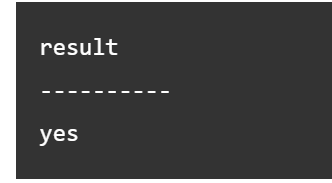 result
----------
yes